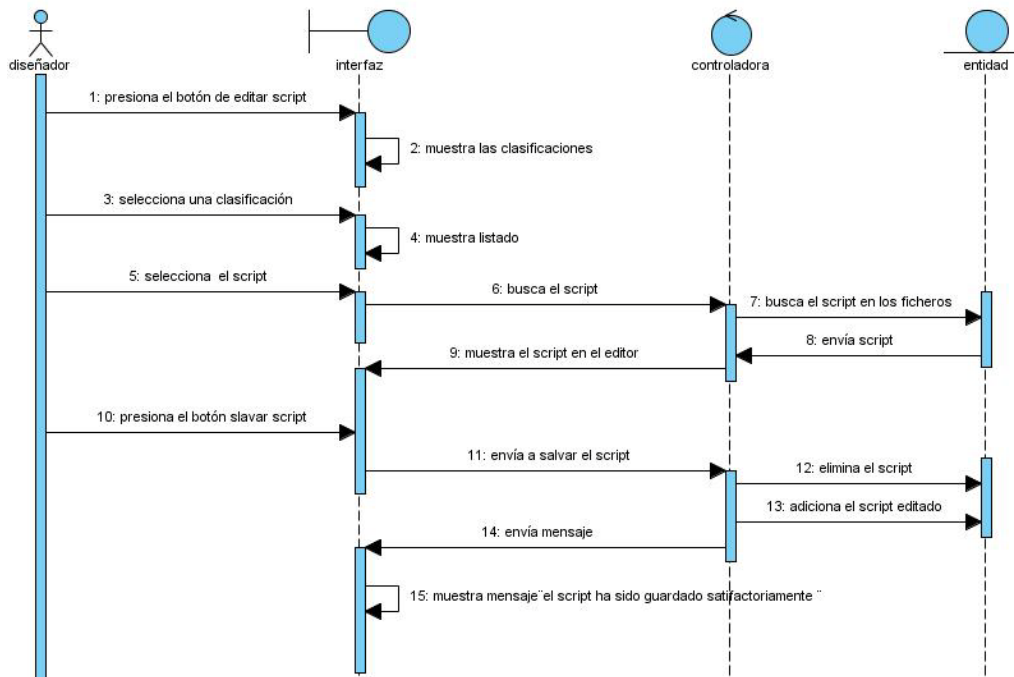 diseñador
interfaz
controladora
entidad
1: presiona el botón de editar script
2: muestra las clasificaciones
3: selecciona una clasificación
4: muestra listado
5: selecciona  el script
6: busca el script
7: busca el script en los ficheros
8: envía script
9: muestra el script en el editor
10: presiona el botón slavar script
11: envía a salvar el script
12: elimina el script
13: adiciona el script editado
14: envía mensaje
15: muestra mensaje¨el script ha sido guardado satifactoriamente ¨